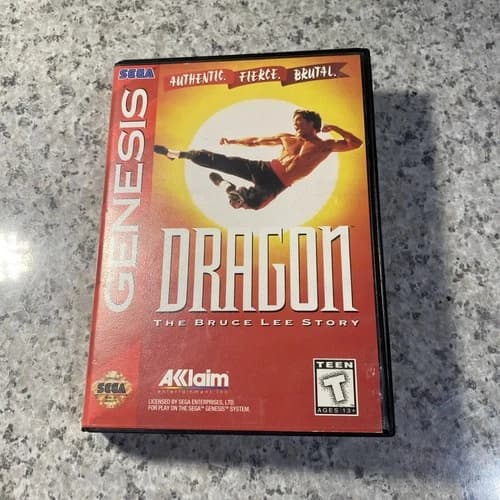 SEGA
AUTHENTIC. FIERCE. BRUTAL.
GENESIS
DRAGON
THE BRUCE LEE STORY
SEGA
AKklaim
entertainment inc.
LICENSED BY SEGA ENTERPRISES, LTD.
FOR PLAY ON THE SEGA™ GENESIS™ SYSTEM.
TEEN
T
AGES 13+